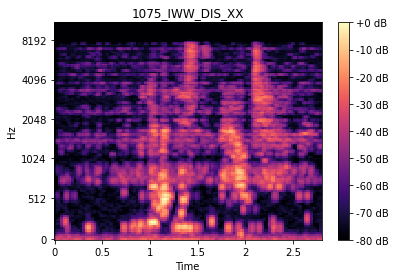 1075_IWW_DIS_XX
8192
4096
2048
1024
512
0
Hz
0 0.5 1 1.5 2 2.5
Time
+0 dB
-10 dB
-20 dB
-30 dB
-40 dB
-50 dB
-60 dB
-70 dB
-80 dB